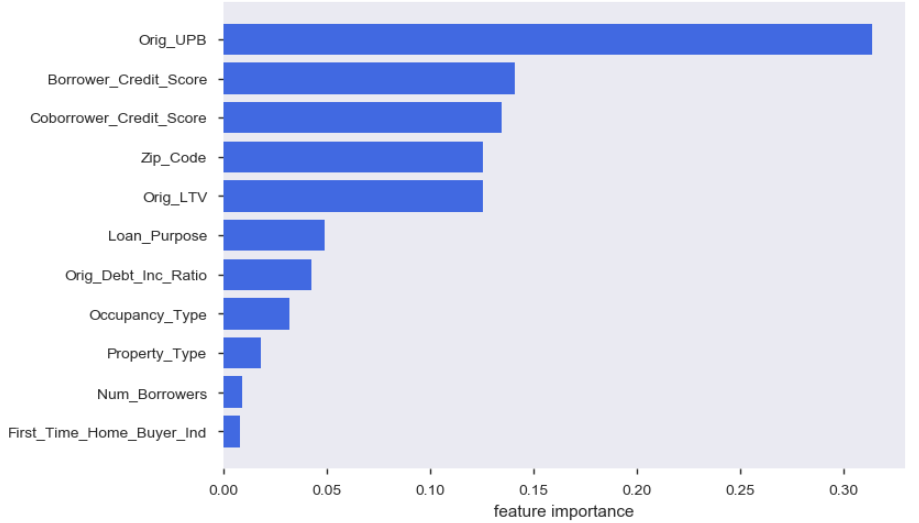 Orig_UPB
Borrower_Credit_Score
Coborrower_Credit_Score
Zip_Code
Orig_LTV
Loan_Purpose
Orig_Debt_Inc_Ratio
Occupancy_Type
Property_Type
Num_Borrowers
First_Time_Home_Buyer_Ind
0.00 0.05 0.10 0.15 0.20 0.25 0.30
feature importance